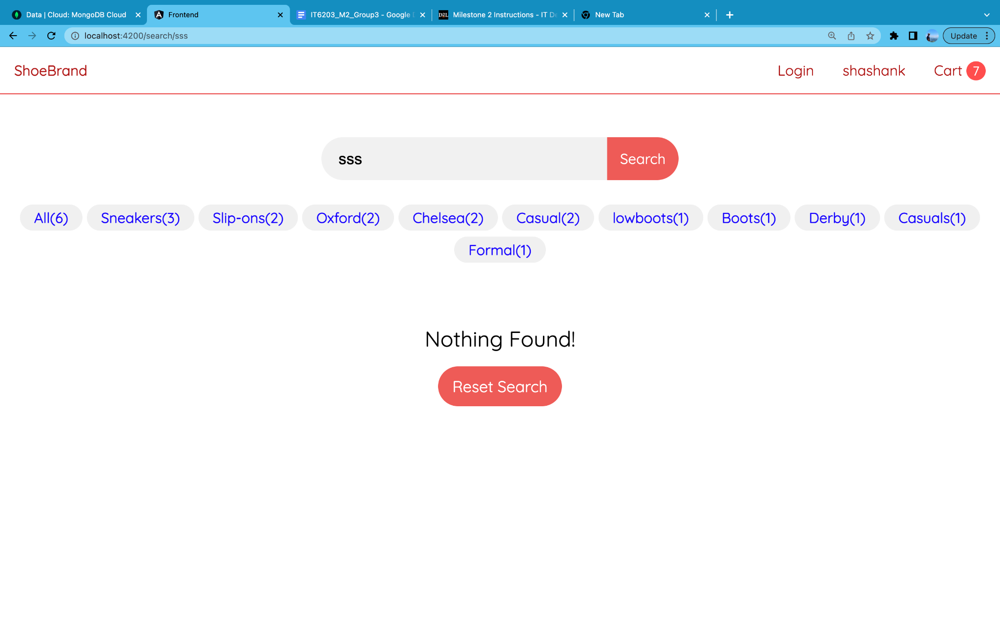 Data | Cloud: MongoDB Cloud Frontend IT6203_M2_Group3 - Google D2L Milestone 2 Instructions - IT New Tab
localhost:4200/search/sss Update
ShoeBrand Login shashank Cart 7
sss Search
All(6) Sneakers(3) Slip-ons(2) Oxford(2) Chelsea(2) Casual(2) lowboots(1) Boots(1) Derby(1) Casuals(1)
Formal(1)
Nothing Found!
Reset Search